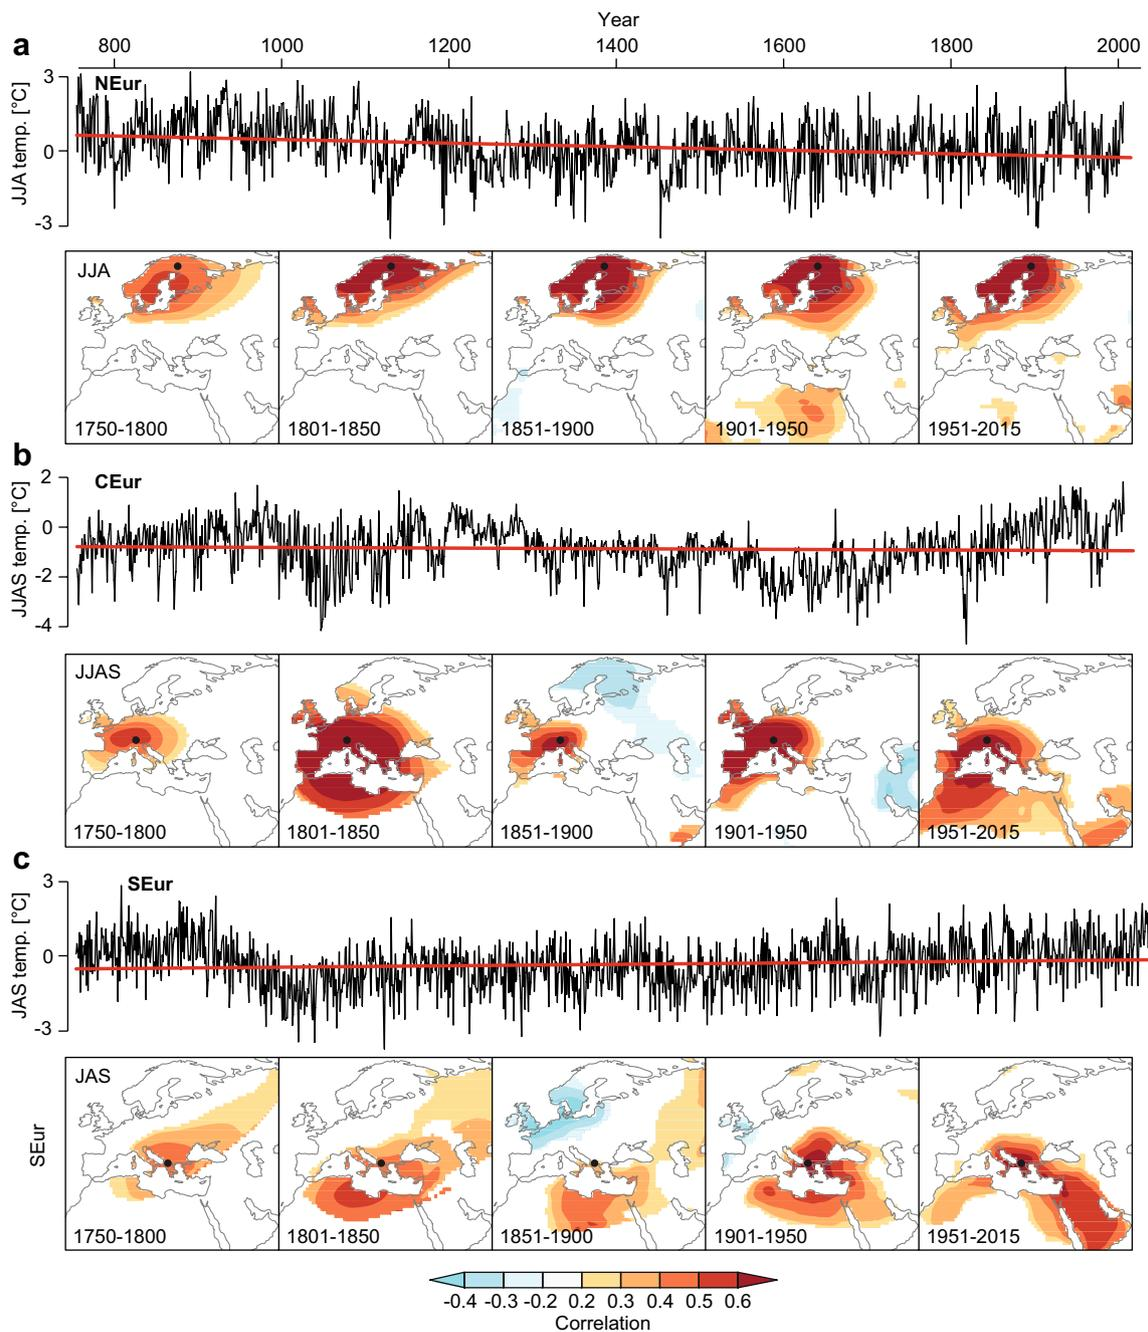 Year
a
800 1000 1200 1400 1600 1800 2000
NEur
JJA temp. [°C]
3
0
-3
JJA
1750-1800 1801-1850 1851-1900 1901-1950 1951-2015
b
CEur
JJAS temp. [°C]
2
0
-2
-4
JJAS
1750-1800 1801-1850 1851-1900 1901-1950 1951-2015
c
SEur
JAS temp. [°C]
3
0
-3
JAS
SEur
1750-1800 1801-1850 1851-1900 1901-1950 1951-2015
-0.4 -0.3 -0.2 0.2 0.3 0.4 0.5 0.6
Correlation